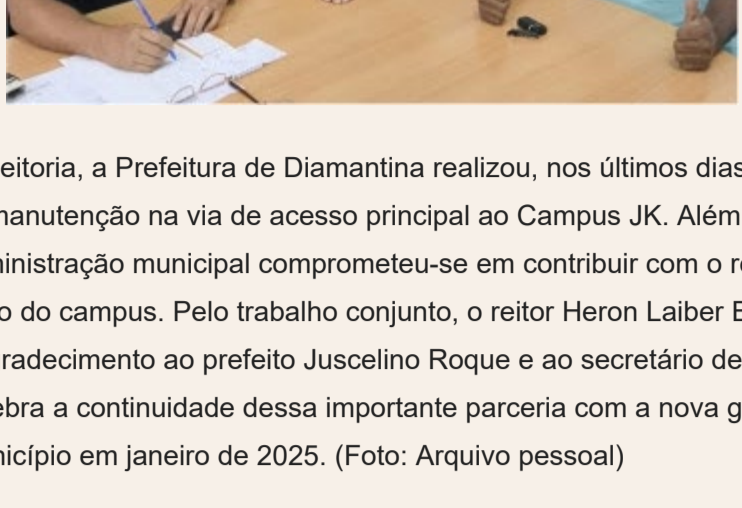 eitoria, a Prefeitura de Diamantina realizou, nos últimos dias
manutenção na via de acesso principal ao Campus JK. Além
ministração municipal comprometeu-se em contribuir com o
o do campus. Pelo trabalho conjunto, o reitor Heron Laiber
radecimento ao prefeito Juscelino Roque e ao secretário de
ebra a continuidade dessa importante parceria com a nova
nicípio em janeiro de 2025. (Foto: Arquivo pessoal)